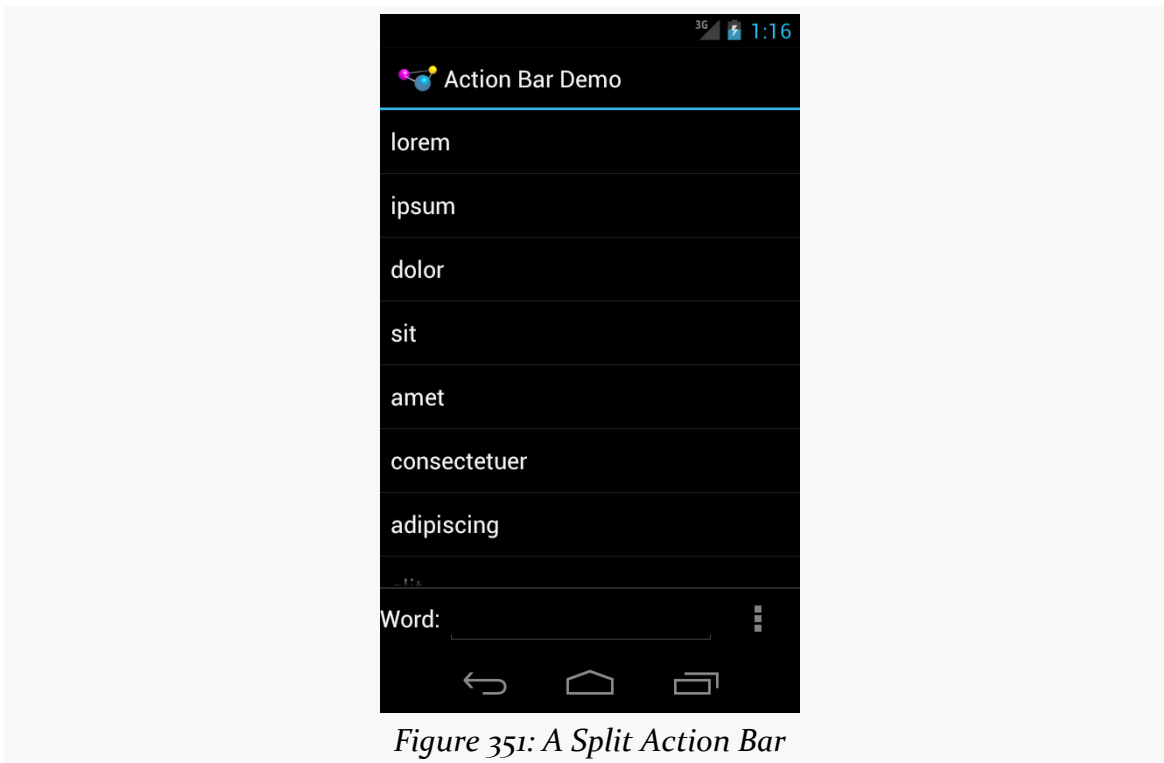 3G 1:16
Action Bar Demo
lorem
ipsum
dolor
sit
amet
consectetuer
adipiscing
Word:
Figure 351: A Split Action Bar